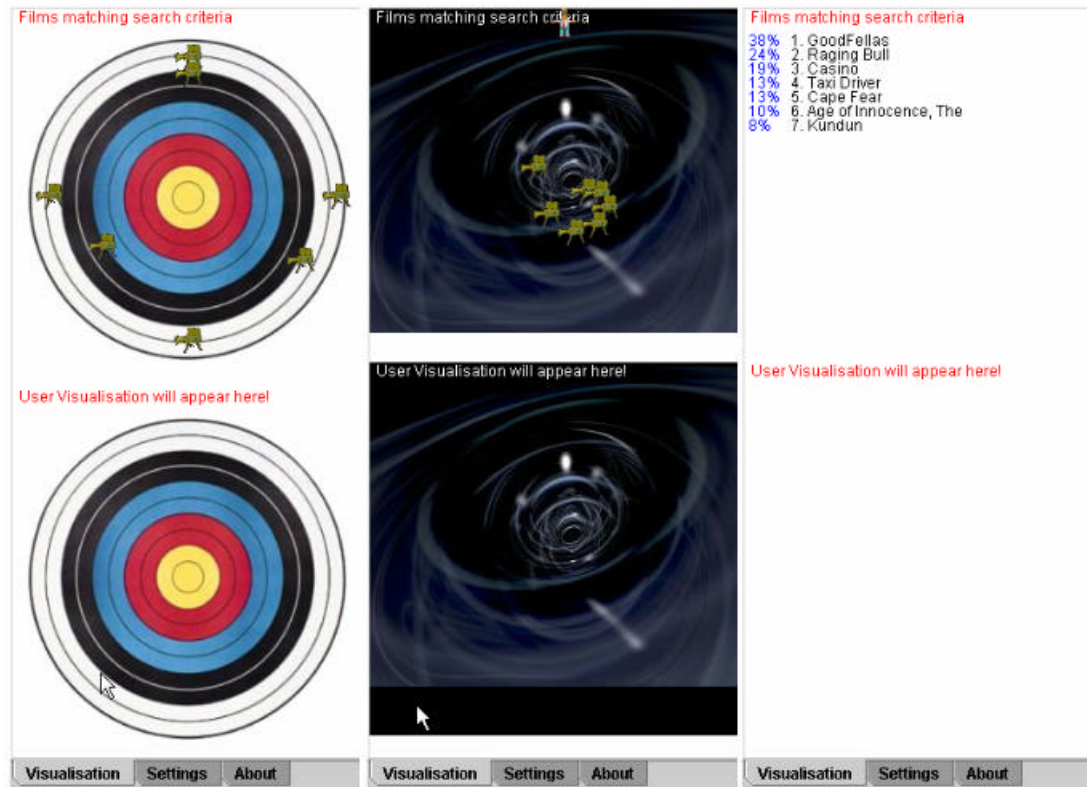 Films matching search criteria
User Visualisation will appear here!
Visualisation Settings About
Films matching search criteria
User Visualisation will appear here!
Visualisation Settings About
Films matching search criteria
38% 1. GoodFellas
24% 2. Raging Bull
19% 3. Casino
13% 4. Taxi Driver
13% 5. Cape Fear
10% 6. Age of Innocence, The
8% 7. Kundun
User Visualisation will appear here!
Visualisation Settings About